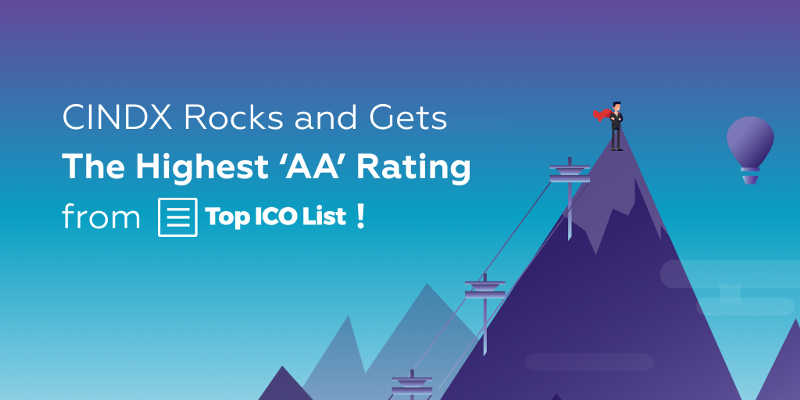 CINDX Rocks and Gets
The Highest ‘AA’ Rating
from Top ICO List !